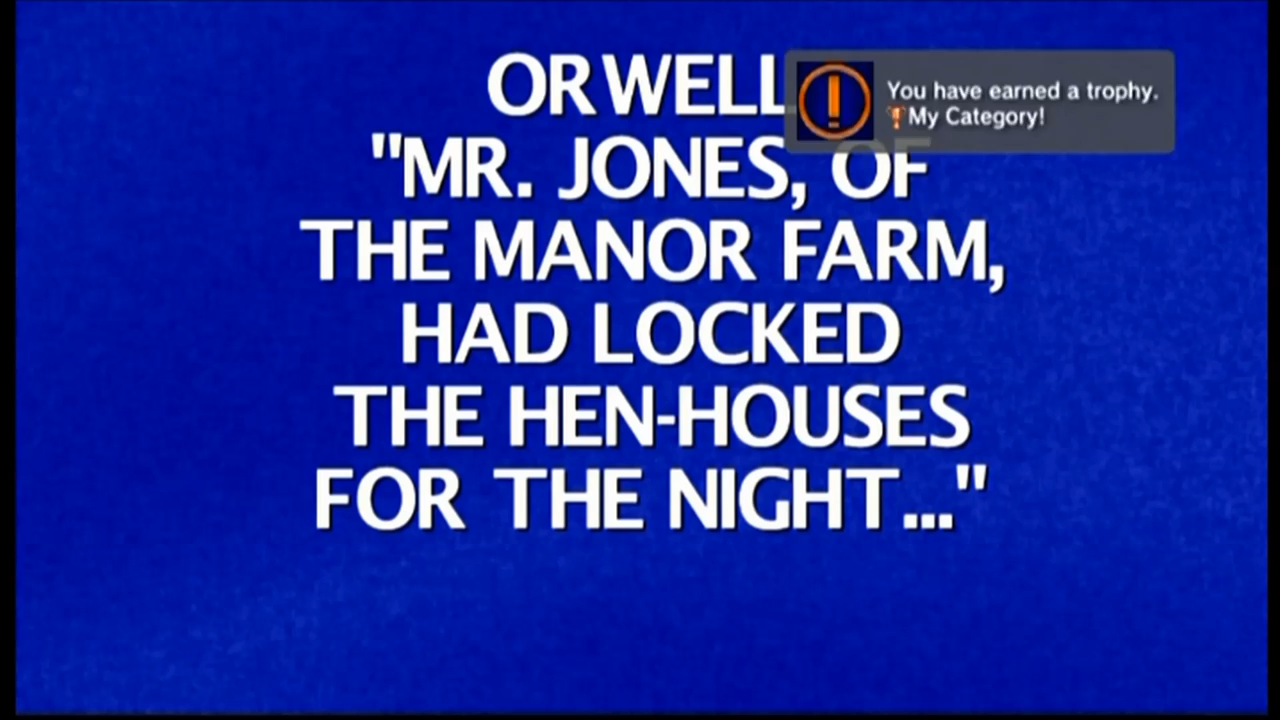 ORWELL
"MR. JONES, OF
THE MANOR FARM,
HAD LOCKED
THE HEN-HOUSES
FOR THE NIGHT..."
You have earned a trophy.
My Category!